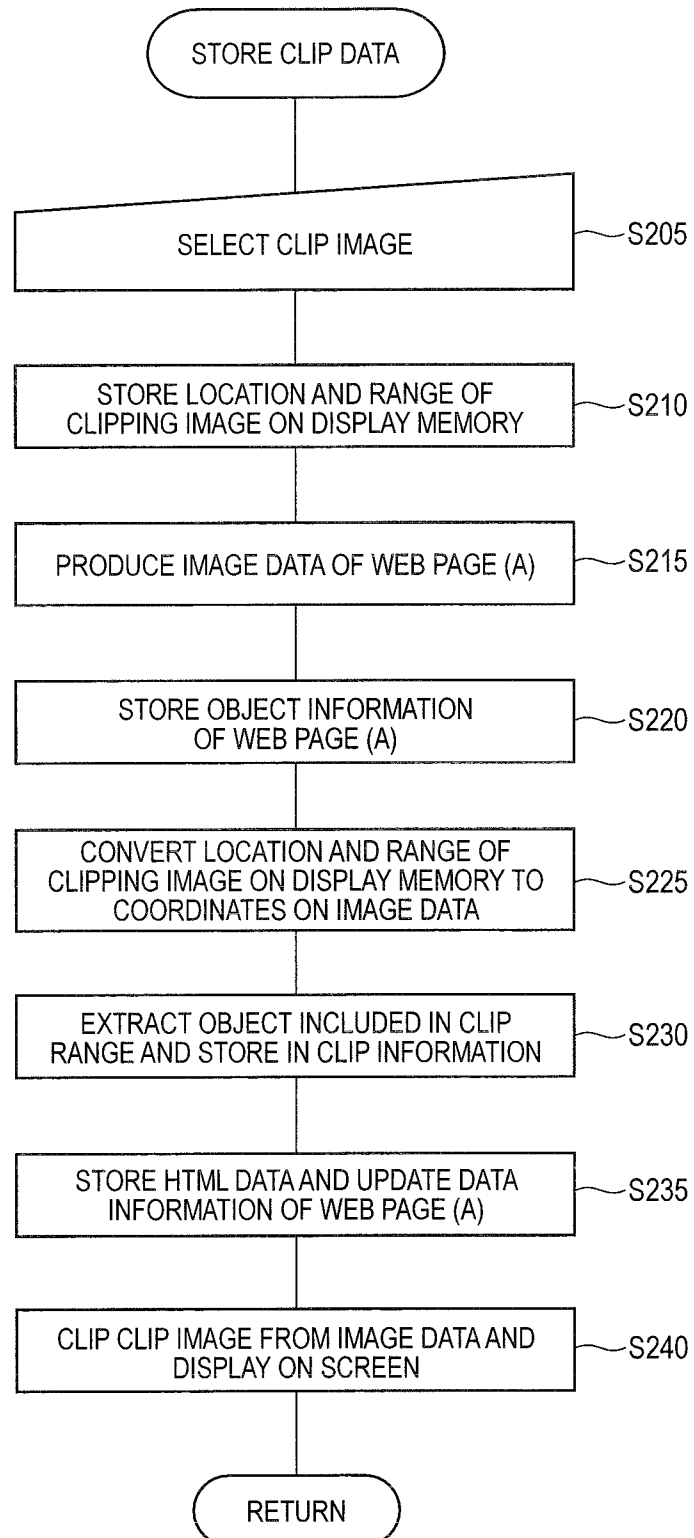 STORE CLIP DATA
SELECT CLIP IMAGE
S205
STORE LOCATION AND RANGE OF
CLIPPING IMAGE ON DISPLAY MEMORY
S210
PRODUCE IMAGE DATA OF WEB PAGE (A)
S215
STORE OBJECT INFORMATION
OF WEB PAGE (A)
S220
CONVERT LOCATION AND RANGE OF
CLIPPING IMAGE ON DISPLAY MEMORY TO
COORDINATES ON IMAGE DATA
S225
EXTRACT OBJECT INCLUDED IN CLIP
RANGE AND STORE IN CLIP INFORMATION
S230
STORE HTML DATA AND UPDATE DATA
INFORMATION OF WEB PAGE (A)
S235
CLIP CLIP IMAGE FROM IMAGE DATA AND
DISPLAY ON SCREEN
S240
RETURN